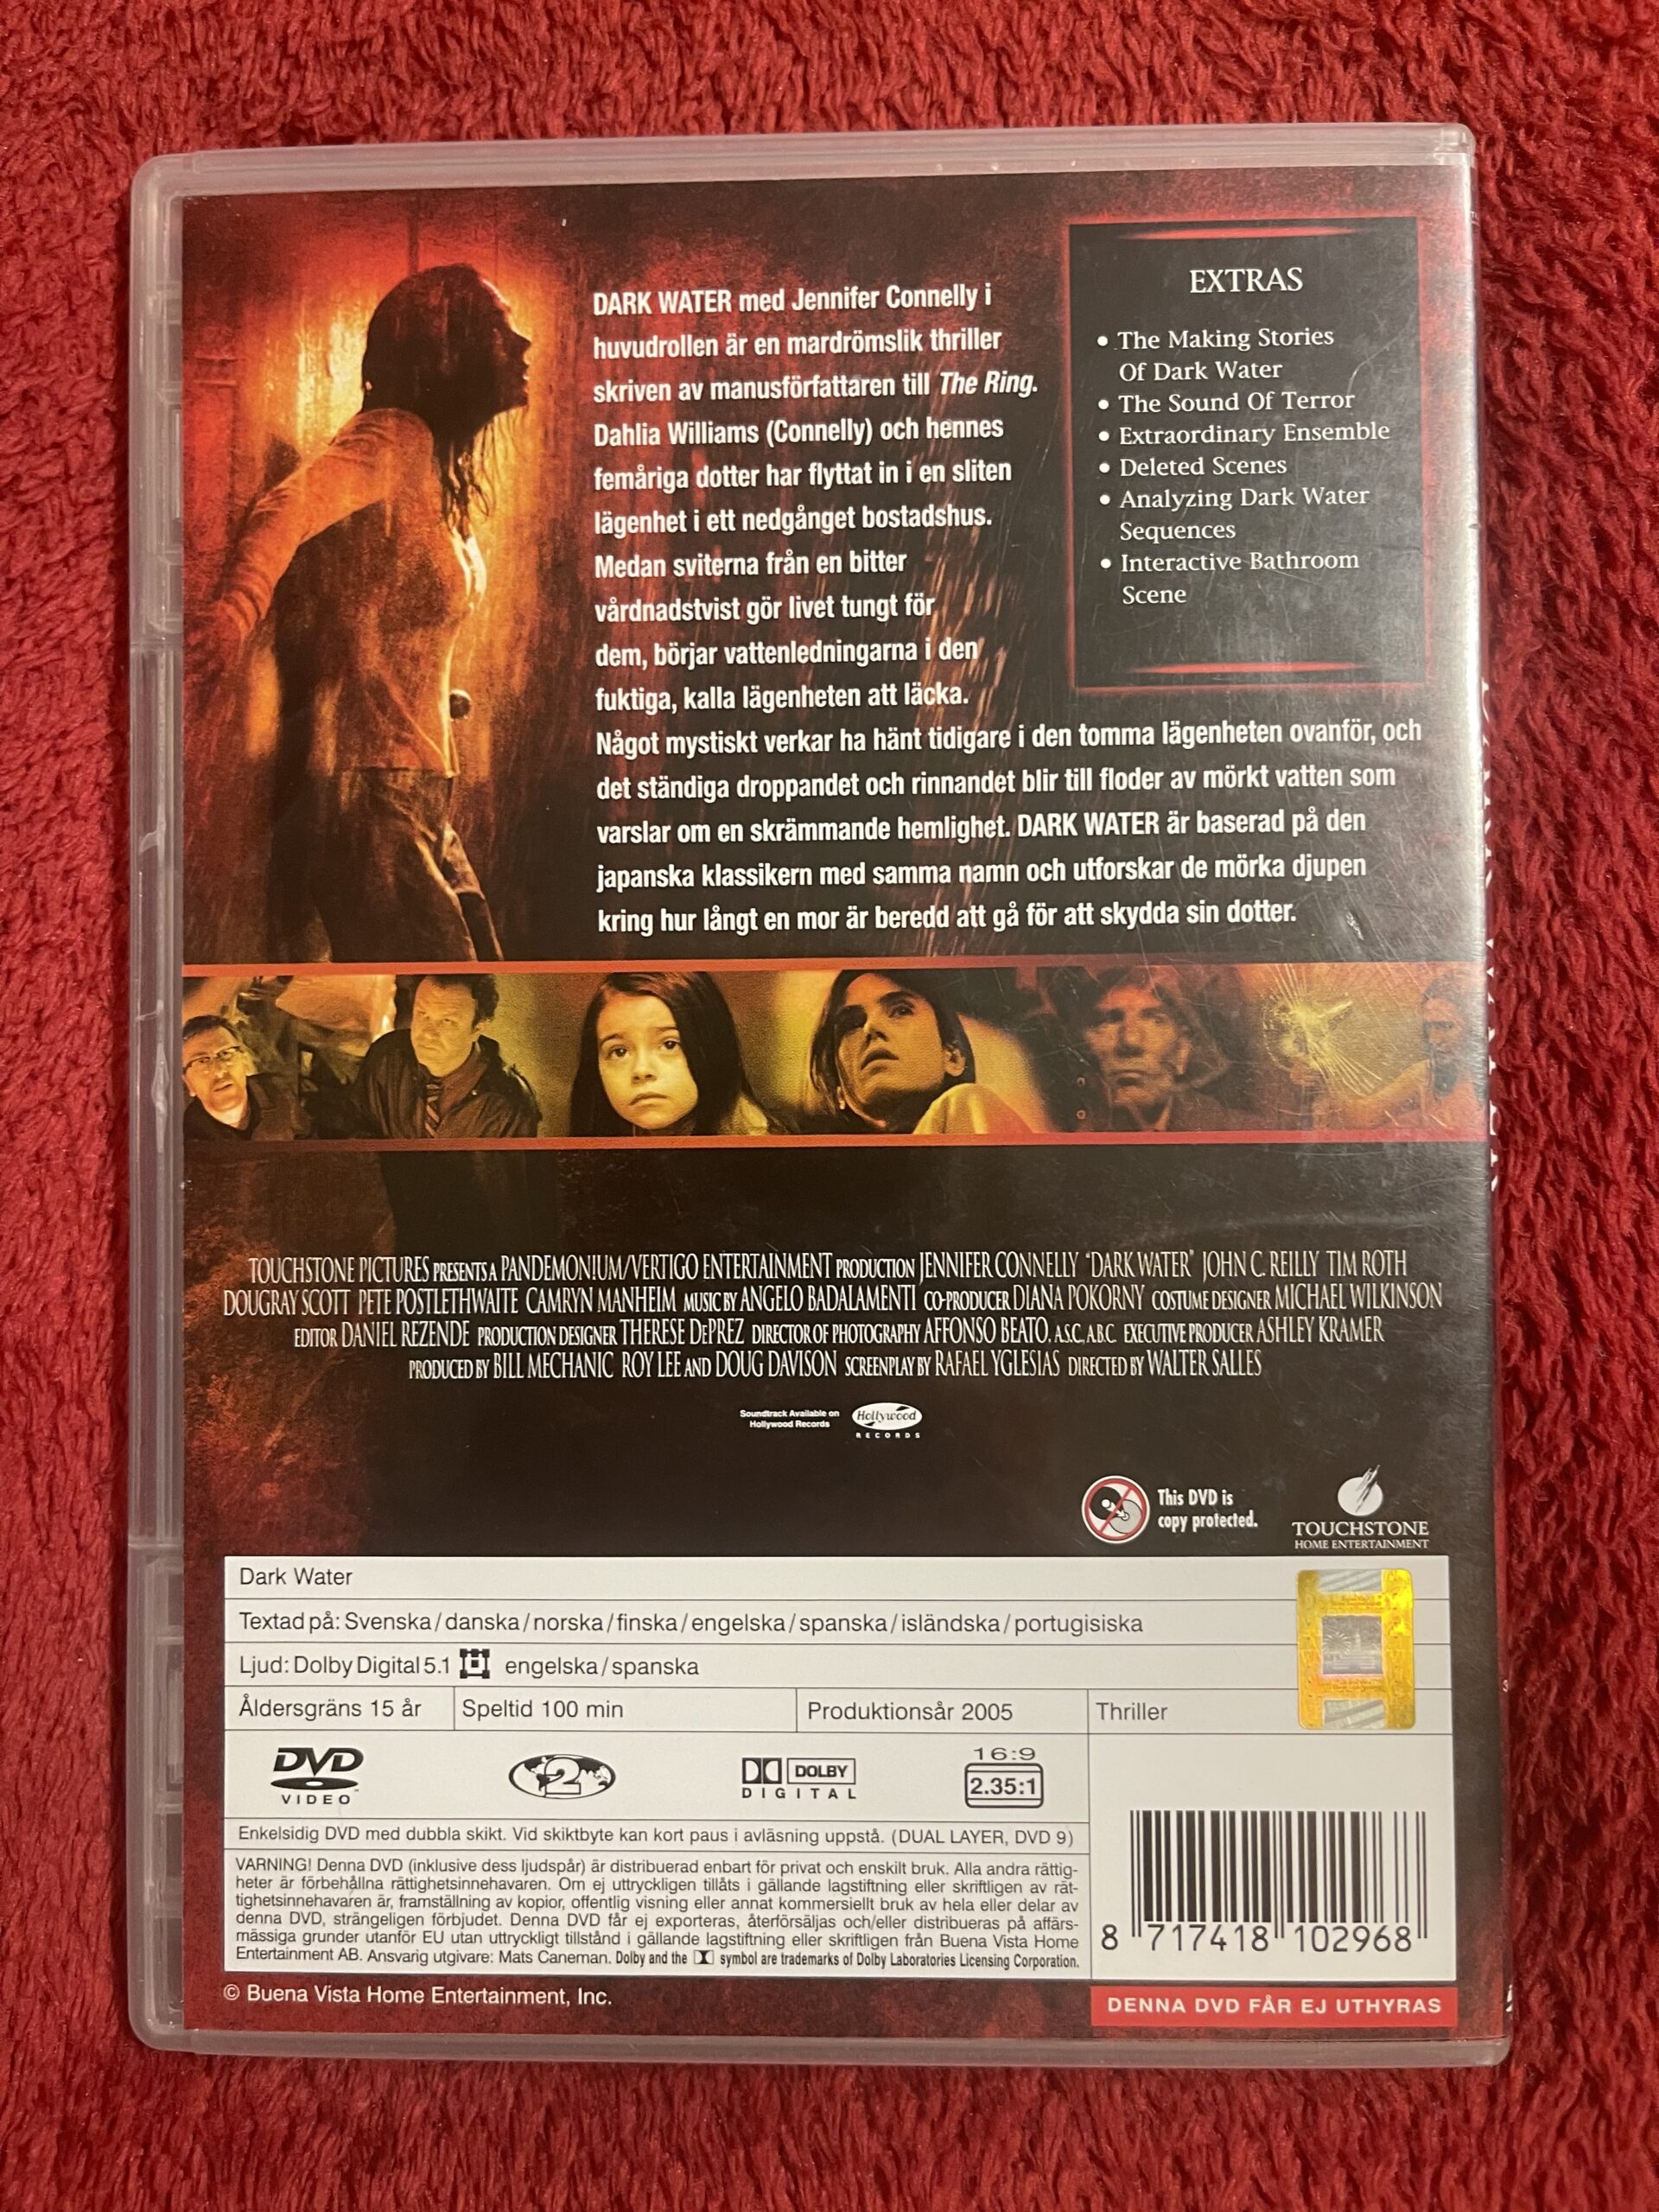 DARK WATER med Jennifer Connelly i
huvudrollen är en mardrömslik thriller
skriven av manusförfattaren till The Ring.
Dahlia Williams (Connelly) och hennes
femåriga dotter har flyttat in i en sliten
lägenhet i ett nedgånget bostadshus.
Medan sviterna från en bitter
vårdnadstvist gör livet tungt för
dem, börjar vattenledningarna i den
fuktiga, kalla lägenheten att läcka.
Något mystiskt verkar ha hänt tidigare i den tomma lägenheten ovanför, och
det ständiga droppandet och rinnandet blir till floder av mörkt vatten som
varslar om en skrämmande hemlighet. DARK WATER är baserad på den
japanska klassikern med samma namn och utforskar de mörka djupen
kring hur långt en mor är beredd att gå för att skydda sin dotter.
EXTRAS
• The Making Stories
Of Dark Water
• The Sound Of Terror
• Extraordinary Ensemble
• Deleted Scenes
• Analyzing Dark Water
Sequences
• Interactive Bathroom
Scene
TOUCHSTONE PICTURES PRESENTS A PANDEMONIUM/VERTIGO ENTERTAINMENT PRODUCTION JENNIFER CONNELLY "DARK WATER" JOHN C. REILLY TIM ROTH
DOUGRAY SCOTT PETE POSTLETHWAITE CAMRYN MANHEIM MUSIC BY ANGELO BADALAMENTI CO-PRODUCER DIANA POKORNY COSTUME DESIGNER MICHAEL WILKINSON
EDITOR DANIEL REZENDE PRODUCTION DESIGNER THERESE DePREZ DIRECTOR OF PHOTOGRAPHY AFFONSO BEATO, A.S.C., A.B.C. EXECUTIVE PRODUCER ASHLEY KRAMER
PRODUCED BY BILL MECHANIC ROY LEE AND DOUG DAVISON SCREENPLAY BY RAFAEL YGLESIAS DIRECTED BY WALTER SALLES
Soundtrack Available on
Hollywood Records
Hollywood
RECORDS
This DVD is
copy protected.
TOUCHSTONE
HOME ENTERTAINMENT
Dark Water
Textad på: Svenska/danska/norska/finska/engelska/spanska/isländska/portugisiska
Ljud: Dolby Digital 5.1 engelska/spanska
Åldersgräns 15 år
Speltid 100 min
Produktionsår 2005
Thriller
DVD
VIDEO
2
DOLBY
DIGITAL
16:9
2.35:1
Enkelsidig DVD med dubbla skikt. Vid skiktbyte kan kort paus i avläsning uppstå. (DUAL LAYER, DVD 9)
VARNING! Denna DVD (inklusive dess ljudspår) är distribuerad enbart för privat och enskilt bruk. Alla andra rättig-
heter är förbehållna rättighetsinnehavaren. Om ej uttryckligen tillåts i gällande lagstiftning eller skriftligen av rät-
tighetsinnehavaren är, framställning av kopior, offentlig visning eller annat kommersiellt bruk av hela eller delar av
denna DVD, strängeligen förbjudet. Denna DVD får ej exporteras, återförsäljas och/eller distribueras på affärs-
mässiga grunder utanför EU utan uttryckligt tillstånd i gällande lagstiftning eller skriftligen från Buena Vista Home
Entertainment AB. Ansvarig utgivare: Mats Caneman. Dolby and the symbol are trademarks of Dolby Laboratories Licensing Corporation.
8 717418 102968
© Buena Vista Home Entertainment, Inc.
DENNA DVD FÅR EJ UTHYRAS